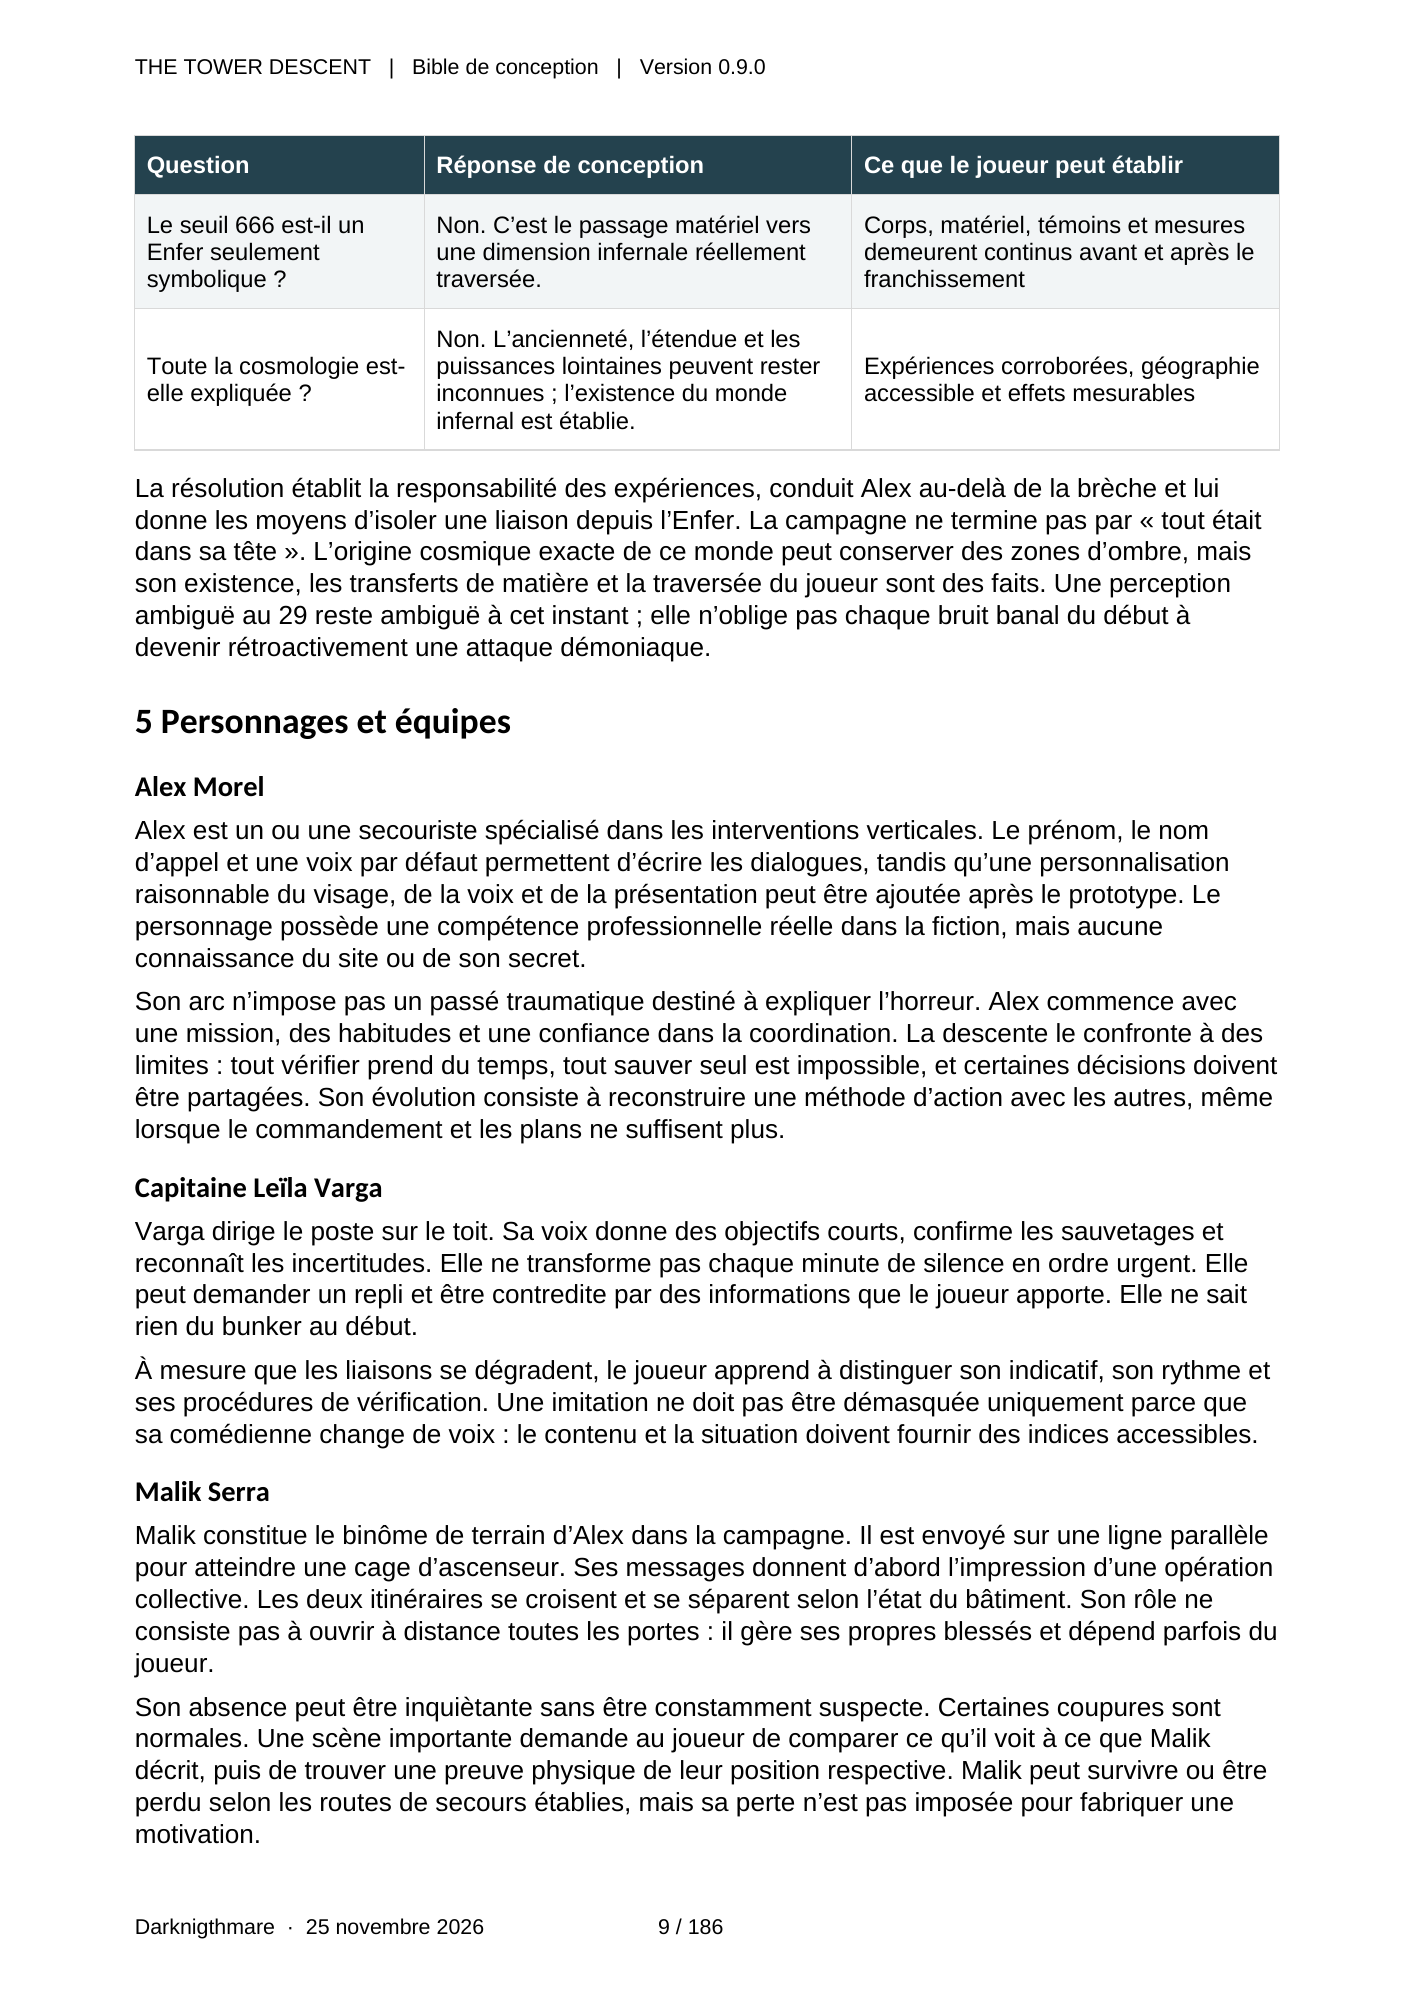 THE TOWER DESCENT | Bible de conception | Version 0.9.0
Question
Réponse de conception
Ce que le joueur peut établir
Le seuil 666 est-il un
Enfer seulement
symbolique ?
Non. C’est le passage matériel vers
une dimension infernale réellement
traversée.
Corps, matériel, témoins et mesures
demeurent continus avant et après le
franchissement
Toute la cosmologie est-
elle expliquée ?
Non. L’ancienneté, l’étendue et les
puissances lointaines peuvent rester
inconnues ; l’existence du monde
infernal est établie.
Expériences corroborées, géographie
accessible et effets mesurables
La résolution établit la responsabilité des expériences, conduit Alex au-delà de la brèche et lui
donne les moyens d’isoler une liaison depuis l’Enfer. La campagne ne termine pas par « tout était
dans sa tête ». L’origine cosmique exacte de ce monde peut conserver des zones d’ombre, mais
son existence, les transferts de matière et la traversée du joueur sont des faits. Une perception
ambiguë au 29 reste ambiguë à cet instant ; elle n’oblige pas chaque bruit banal du début à
devenir rétroactivement une attaque démoniaque.
5 Personnages et équipes
Alex Morel
Alex est un ou une secouriste spécialisé dans les interventions verticales. Le prénom, le nom
d’appel et une voix par défaut permettent d’écrire les dialogues, tandis qu’une personnalisation
raisonnable du visage, de la voix et de la présentation peut être ajoutée après le prototype. Le
personnage possède une compétence professionnelle réelle dans la fiction, mais aucune
connaissance du site ou de son secret.
Son arc n’impose pas un passé traumatique destiné à expliquer l’horreur. Alex commence avec
une mission, des habitudes et une confiance dans la coordination. La descente le confronte à des
limites : tout vérifier prend du temps, tout sauver seul est impossible, et certaines décisions doivent
être partagées. Son évolution consiste à reconstruire une méthode d’action avec les autres, même
lorsque le commandement et les plans ne suffisent plus.
Capitaine Leïla Varga
Varga dirige le poste sur le toit. Sa voix donne des objectifs courts, confirme les sauvetages et
reconnaît les incertitudes. Elle ne transforme pas chaque minute de silence en ordre urgent. Elle
peut demander un repli et être contredite par des informations que le joueur apporte. Elle ne sait
rien du bunker au début.
À mesure que les liaisons se dégradent, le joueur apprend à distinguer son indicatif, son rythme et
ses procédures de vérification. Une imitation ne doit pas être démasquée uniquement parce que
sa comédienne change de voix : le contenu et la situation doivent fournir des indices accessibles.
Malik Serra
Malik constitue le binôme de terrain d’Alex dans la campagne. Il est envoyé sur une ligne parallèle
pour atteindre une cage d’ascenseur. Ses messages donnent d’abord l’impression d’une opération
collective. Les deux itinéraires se croisent et se séparent selon l’état du bâtiment. Son rôle ne
consiste pas à ouvrir à distance toutes les portes : il gère ses propres blessés et dépend parfois du
joueur.
Son absence peut être inquiètante sans être constamment suspecte. Certaines coupures sont
normales. Une scène importante demande au joueur de comparer ce qu’il voit à ce que Malik
décrit, puis de trouver une preuve physique de leur position respective. Malik peut survivre ou être
perdu selon les routes de secours établies, mais sa perte n’est pas imposée pour fabriquer une
motivation.
Darknigthmare · 25 novembre 2026
9 / 186